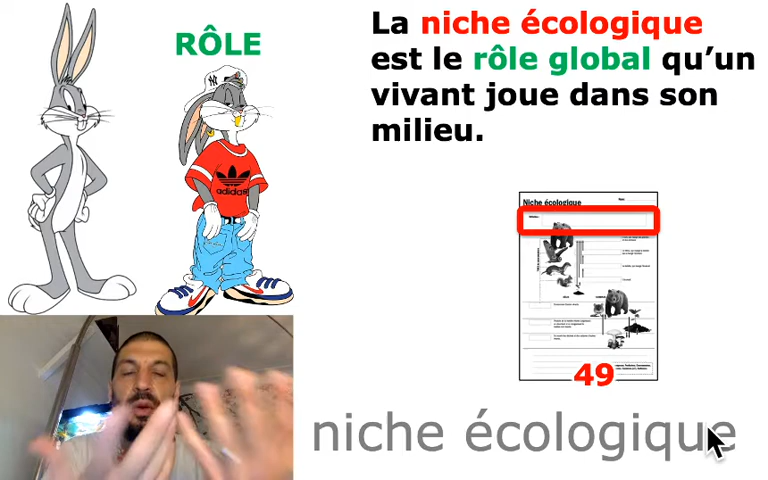 RÔLE
La niche écologique
est le rôle global qu’un
vivant joue dans son
milieu.
NY
adidas
Niche écologique
49
niche écologique